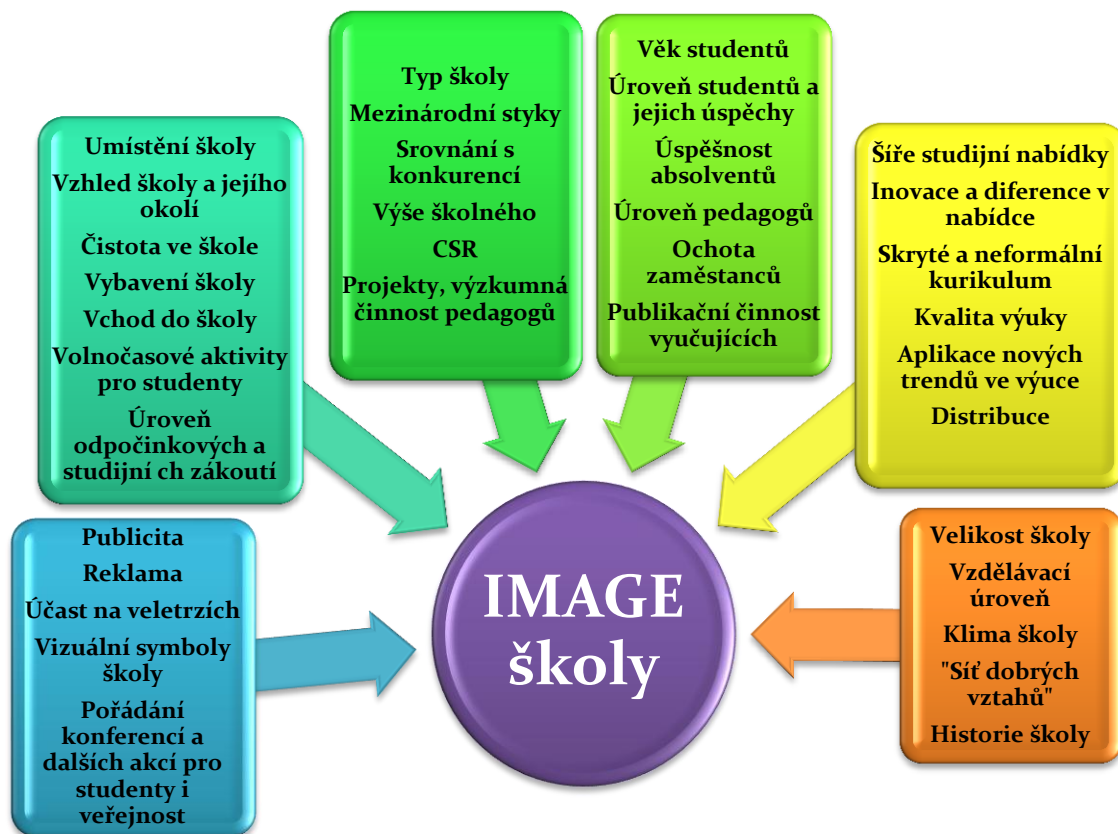 Publicita
Reklama
Účast na veletrzích
Vizuální symboly
školy
Pořádání
konferencí a
dalších akcí pro
studenty i
veřejnost
Umístění školy
Vzhled školy a jejího
okolí
Čistota ve škole
Vybavení školy
Vchod do školy
Volnočasové aktivity
pro studenty
Úroveň
odpočinkových a
studijní ch zákoutí
Typ školy
Mezinárodní styky
Srovnání s
konkurencí
Výše školného
CSR
Projekty, výzkumná
činnost pedagogů
Věk studentů
Úroveň studentů a
jejich úspěchy
Úspěšnost
absolventů
Úroveň pedagogů
Ochota
zaměstanců
Publikační činnost
vyučujících
Šíře studijní nabídky
Inovace a diference v
nabídce
Skryté a neformální
kurikulum
Kvalita výuky
Aplikace nových
trendů ve výuce
Distribuce
Velikost školy
Vzdělávací
úroveň
Klima školy
"Síť dobrých
vztahů"
Historie školy
IMAGE
školy